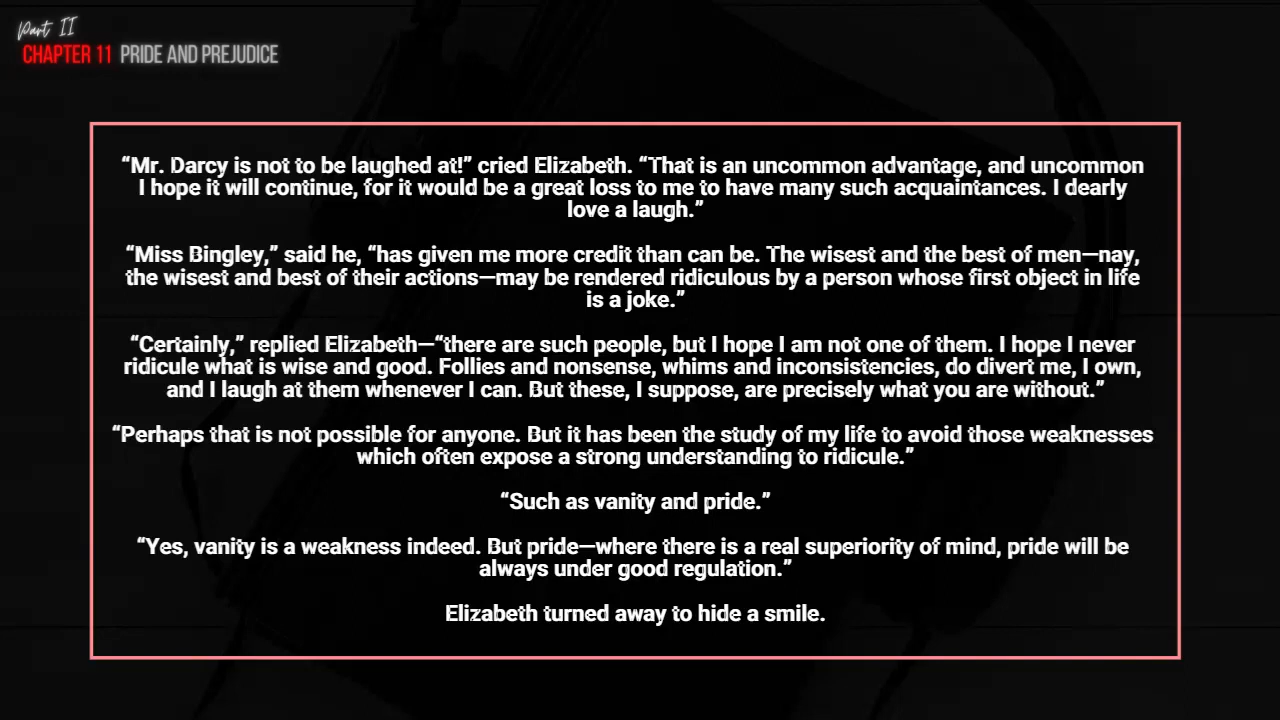 Part II
CHAPTER 11 PRIDE AND PREJUDICE
“Mr. Darcy is not to be laughed at!” cried Elizabeth. “That is an uncommon advantage, and uncommon
I hope it will continue, for it would be a great loss to me to have many such acquaintances. I dearly
love a laugh.”
“Miss Bingley,” said he, “has given me more credit than can be. The wisest and the best of men—nay,
the wisest and best of their actions—may be rendered ridiculous by a person whose first object in life
is a joke.”
“Certainly,” replied Elizabeth—“there are such people, but I hope I am not one of them. I hope I never
ridicule what is wise and good. Follies and nonsense, whims and inconsistencies, do divert me, I own,
and I laugh at them whenever I can. But these, I suppose, are precisely what you are without.”
“Perhaps that is not possible for anyone. But it has been the study of my life to avoid those weaknesses
which often expose a strong understanding to ridicule.”
“Such as vanity and pride.”
“Yes, vanity is a weakness indeed. But pride—where there is a real superiority of mind, pride will be
always under good regulation.”
Elizabeth turned away to hide a smile.